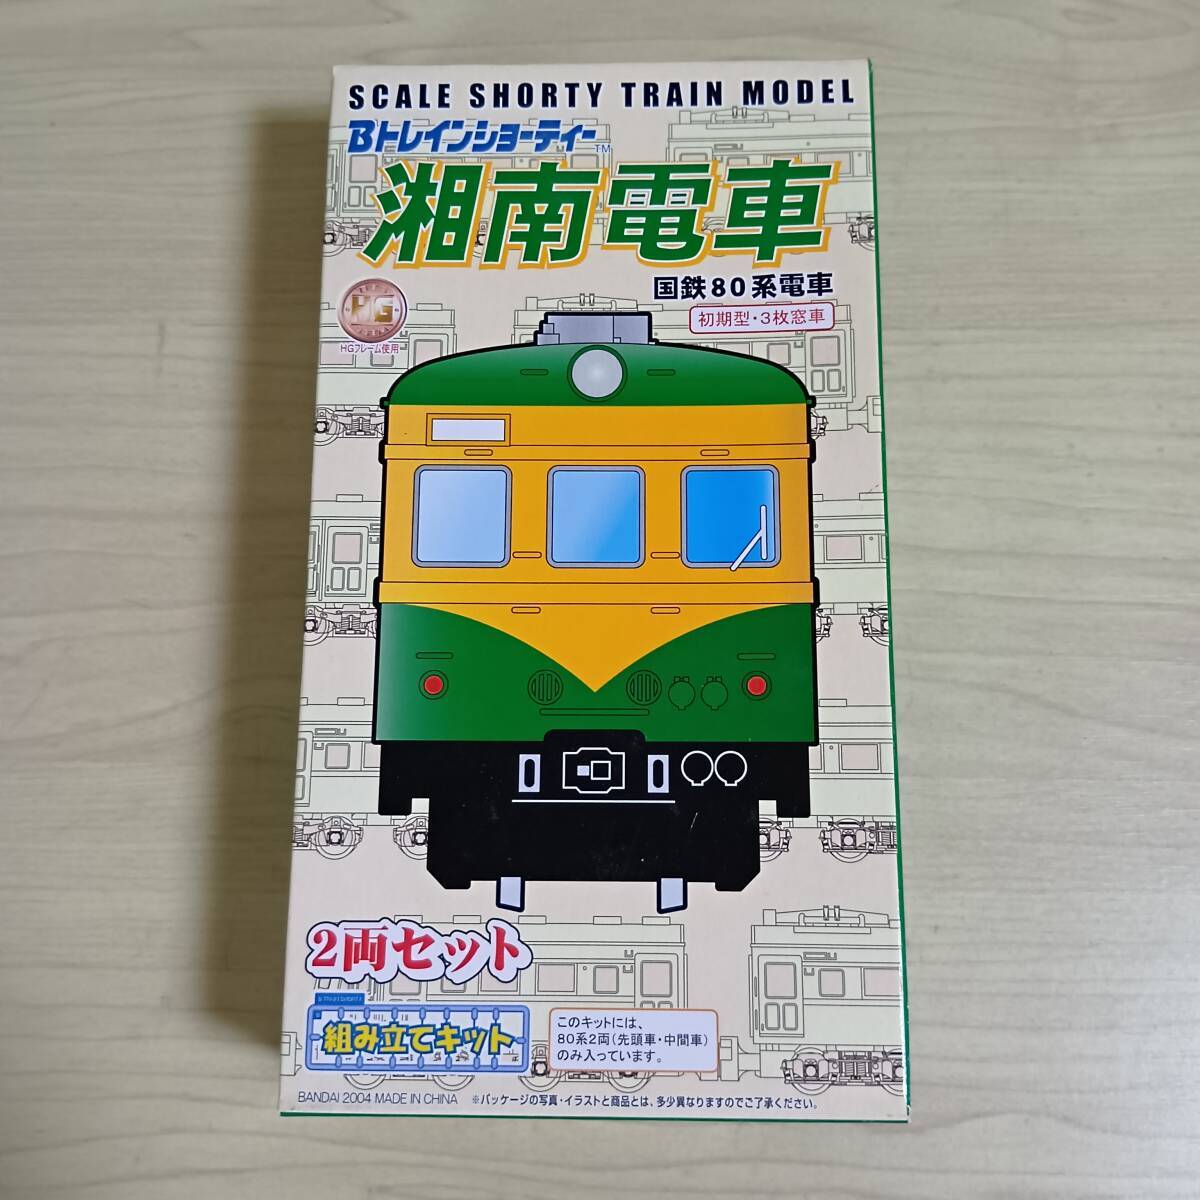 SCALE SHORTY TRAIN MODEL
BトレインショーティーTM
湘南電車
国鉄80系電車
初期型・3枚窓車
HG
HGフレーム使用
2両セット
組み立てキット
このキットには、
80系2両(先頭車・中間車)
のみ入っています。
BANDAI 2004 MADE IN CHINA ※パッケージの写真・イラストと商品とは、多少異なりますのでご了承ください。